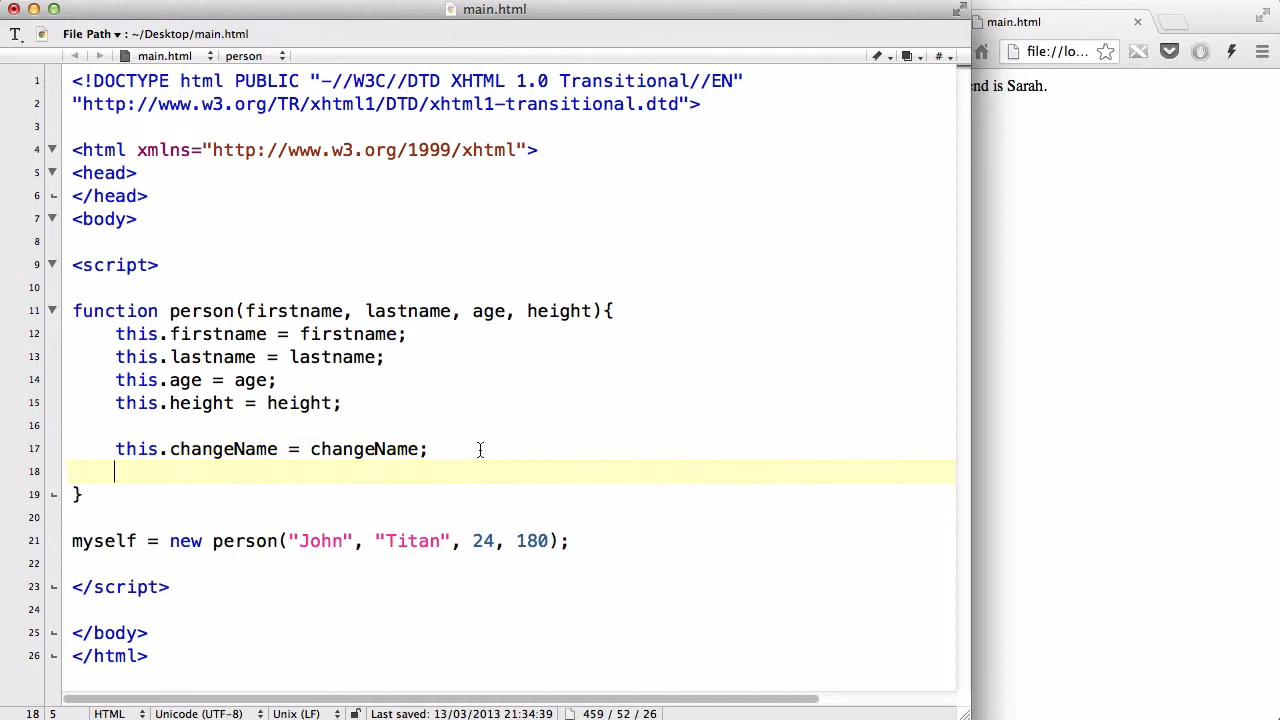 main.html
File Path ▾ : ~/Desktop/main.html
main.html person #
1 <!DOCTYPE html PUBLIC "-//W3C//DTD XHTML 1.0 Transitional//EN"
2 "http://www.w3.org/TR/xhtml1/DTD/xhtml1-transitional.dtd">
3
4 <html xmlns="http://www.w3.org/1999/xhtml">
5 <head>
6 </head>
7 <body>
8
9 <script>
10
11 function person(firstname, lastname, age, height){
12 this.firstname = firstname;
13 this.lastname = lastname;
14 this.age = age;
15 this.height = height;
16
17 this.changeName = changeName;
18
19 }
20
21 myself = new person("John", "Titan", 24, 180);
22
23 </script>
24
25 </body>
26 </html>
18 5 HTML Unicode (UTF-8) Unix (LF) Last saved: 13/03/2013 21:34:39 459 / 52 / 26
main.html
file://lo...
end is Sarah.